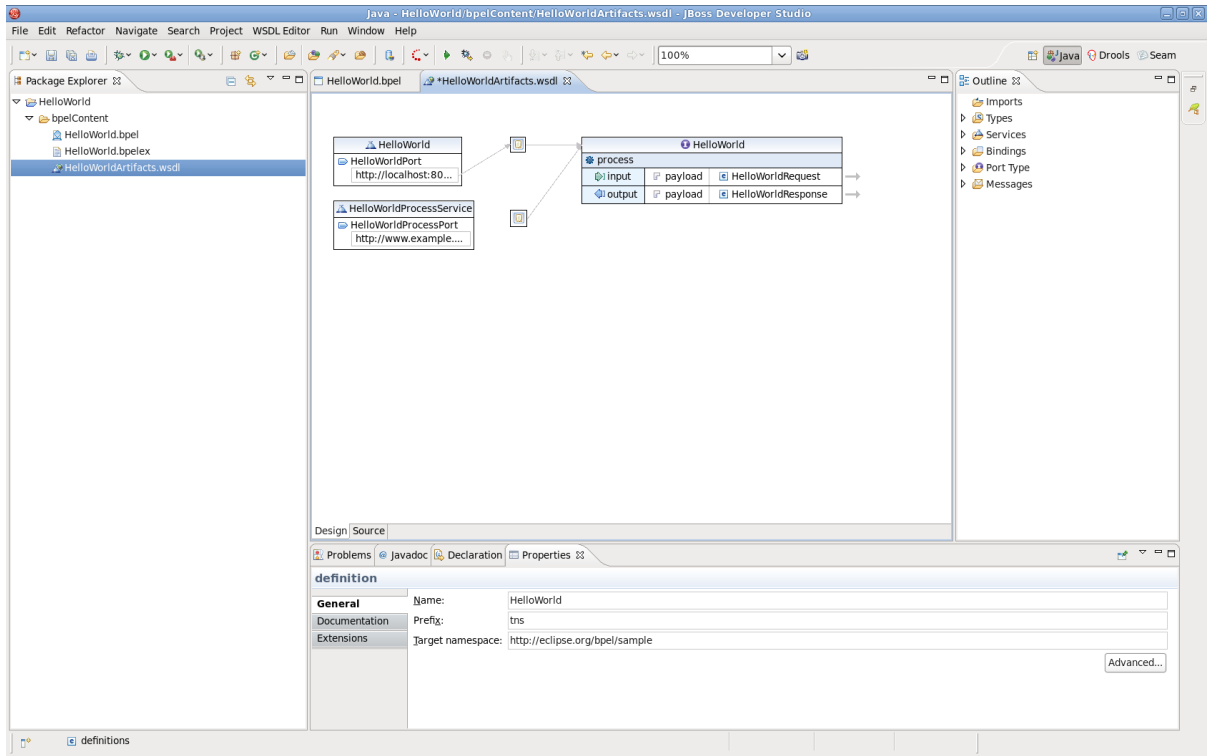 Java - HelloWorld/bpelContent/HelloWorldArtifacts.wsdl - JBoss Developer Studio
File Edit Refactor Navigate Search Project WSDL Editor Run Window Help
100%
Java Drools Seam
Package Explorer
HelloWorld
bpelContent
HelloWorld.bpel
HelloWorld.bpelex
HelloWorldArtifacts.wsdl
HelloWorld.bpel *HelloWorldArtifacts.wsdl
HelloWorld
HelloWorldPort
http://localhost:80...
HelloWorldProcessService
HelloWorldProcessPort
http://www.example....
HelloWorld
process
input payload HelloWorldRequest
output payload HelloWorldResponse
Design Source
Outline
Imports
Types
Services
Bindings
Port Type
Messages
Problems Javadoc Declaration Properties
definition
General
Documentation
Extensions
Name: HelloWorld
Prefix: tns
Target namespace: http://eclipse.org/bpel/sample
Advanced...
definitions